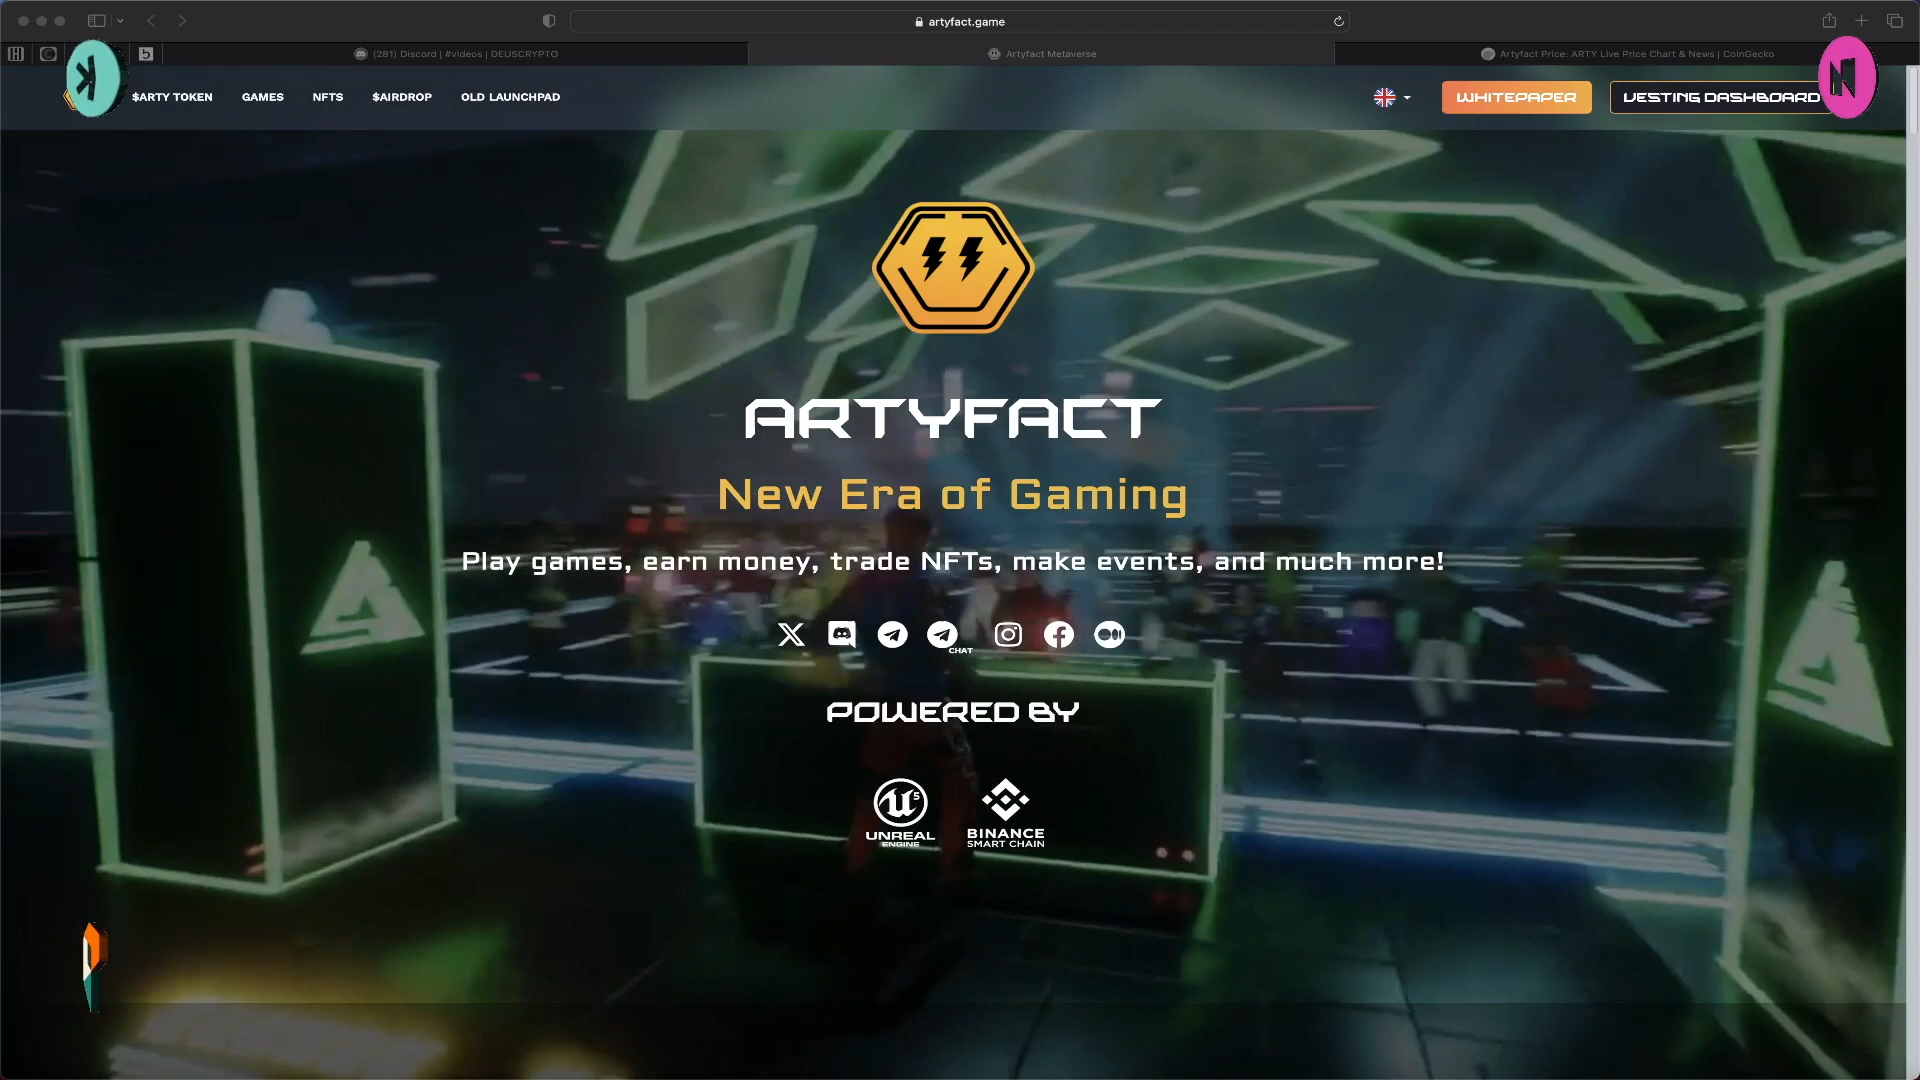 artyfact.game
(281) Discord | #videos | DEUSCRYPTO
Artyfact Metaverse
Artyfact Price: ARTY Live Price Chart & News | CoinGecko
$ARTY TOKEN
GAMES
NFTS
$AIRDROP
OLD LAUNCHPAD
WHITEPAPER
VESTING DASHBOARD
ARTYFACT
New Era of Gaming
Play games, earn money, trade NFTs, make events, and much more!
CHAT
POWERED BY
UNREAL
ENGINE
BINANCE
SMART CHAIN